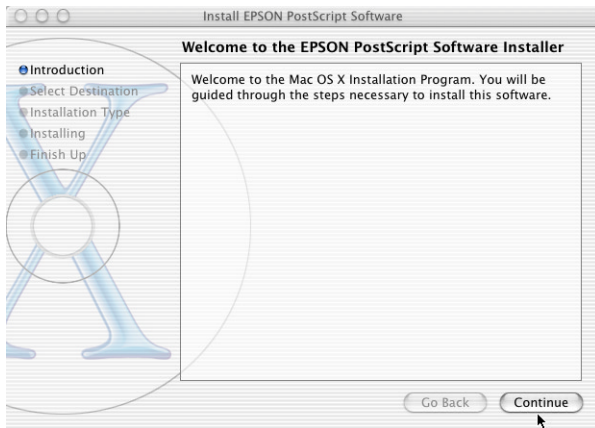 Install EPSON PostScript Software
Welcome to the EPSON PostScript Software Installer
Introduction
Select Destination
Installation Type
Installing
Finish Up
Welcome to the Mac OS X Installation Program. You will be
guided through the steps necessary to install this software.
Go Back
Continue